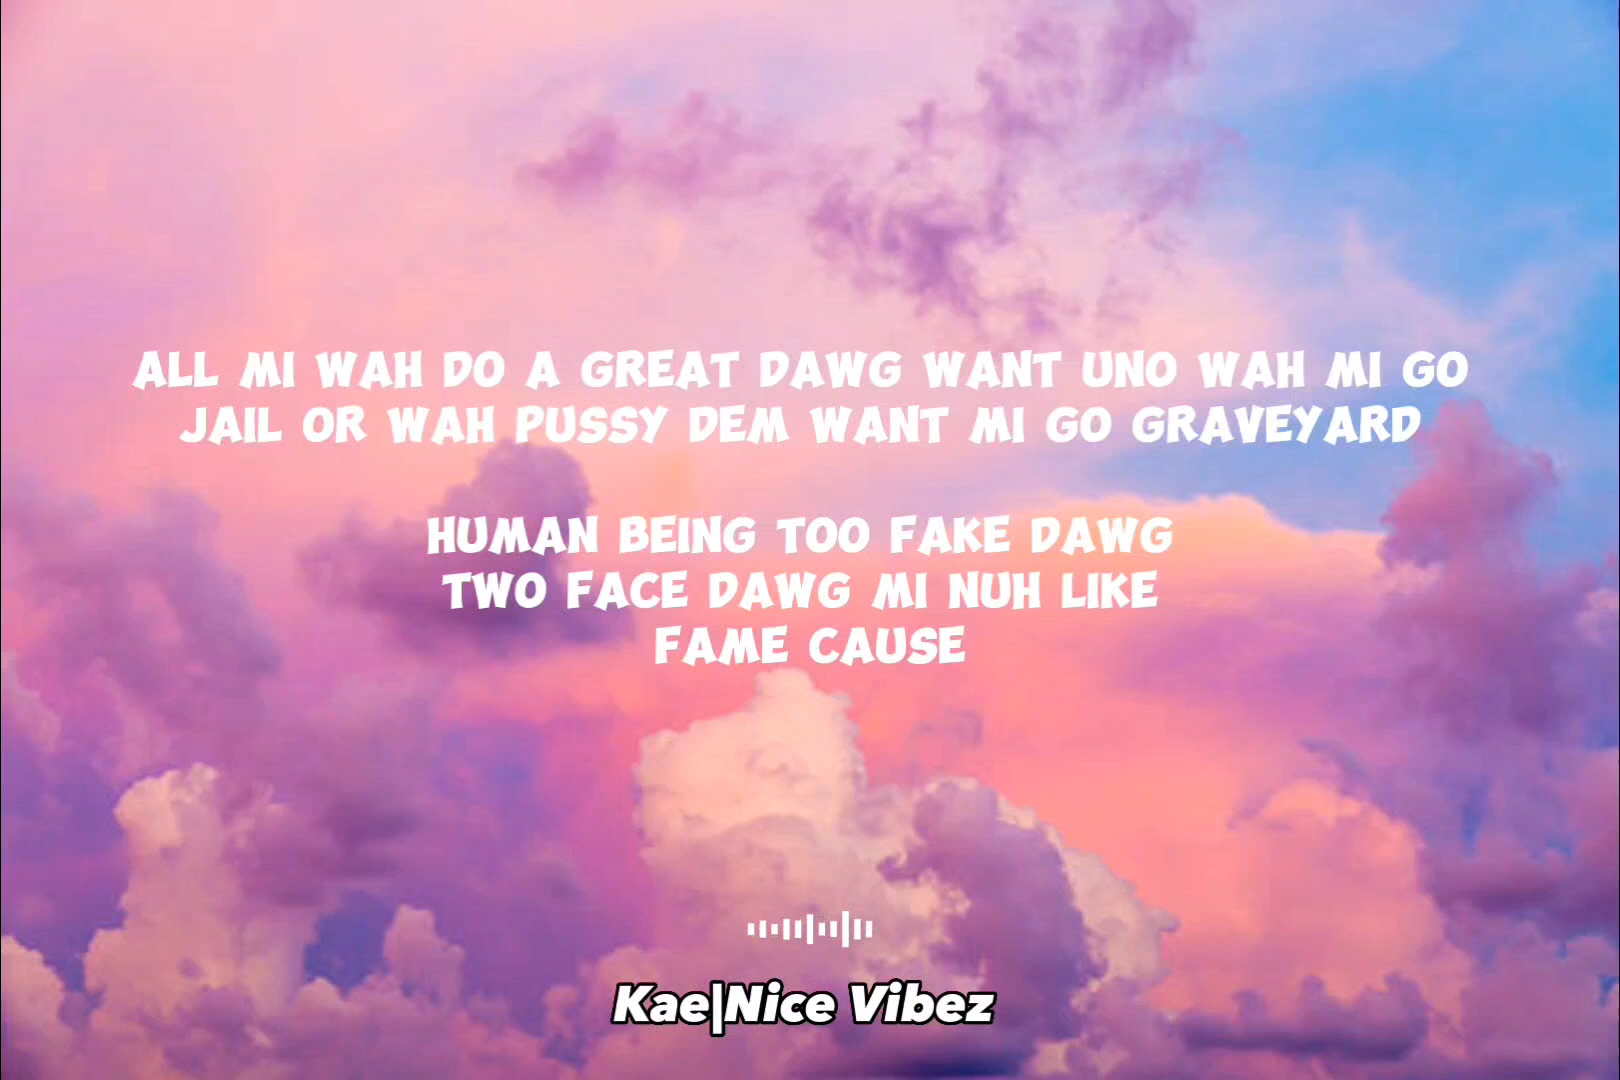 ALL MI WAH DO A GREAT DAWG WANT UNO WAH MI GO
JAIL OR WAH PUSSY DEM WANT MI GO GRAVEYARD
HUMAN BEING TOO FAKE DAWG
TWO FACE DAWG MI NUH LIKE
FAME CAUSE
Kae|Nice Vibez